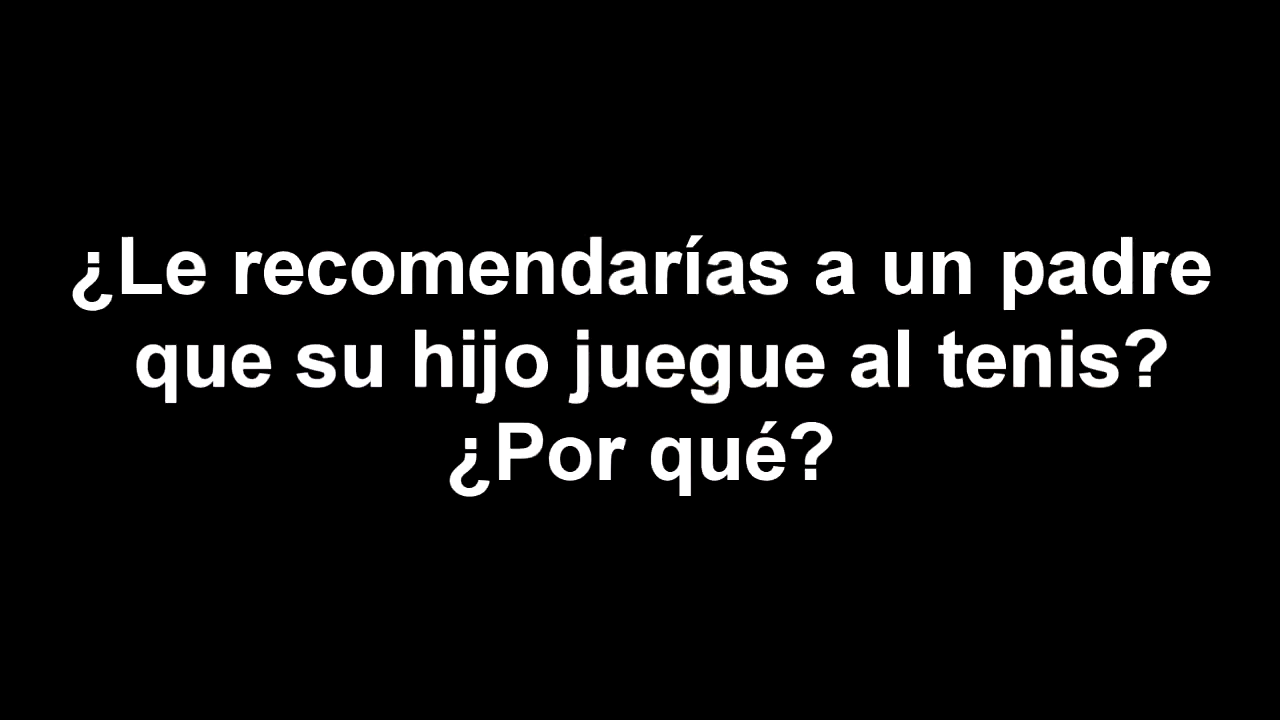 ¿Le recomendarías a un padre
que su hijo juegue al tenis?
¿Por qué?